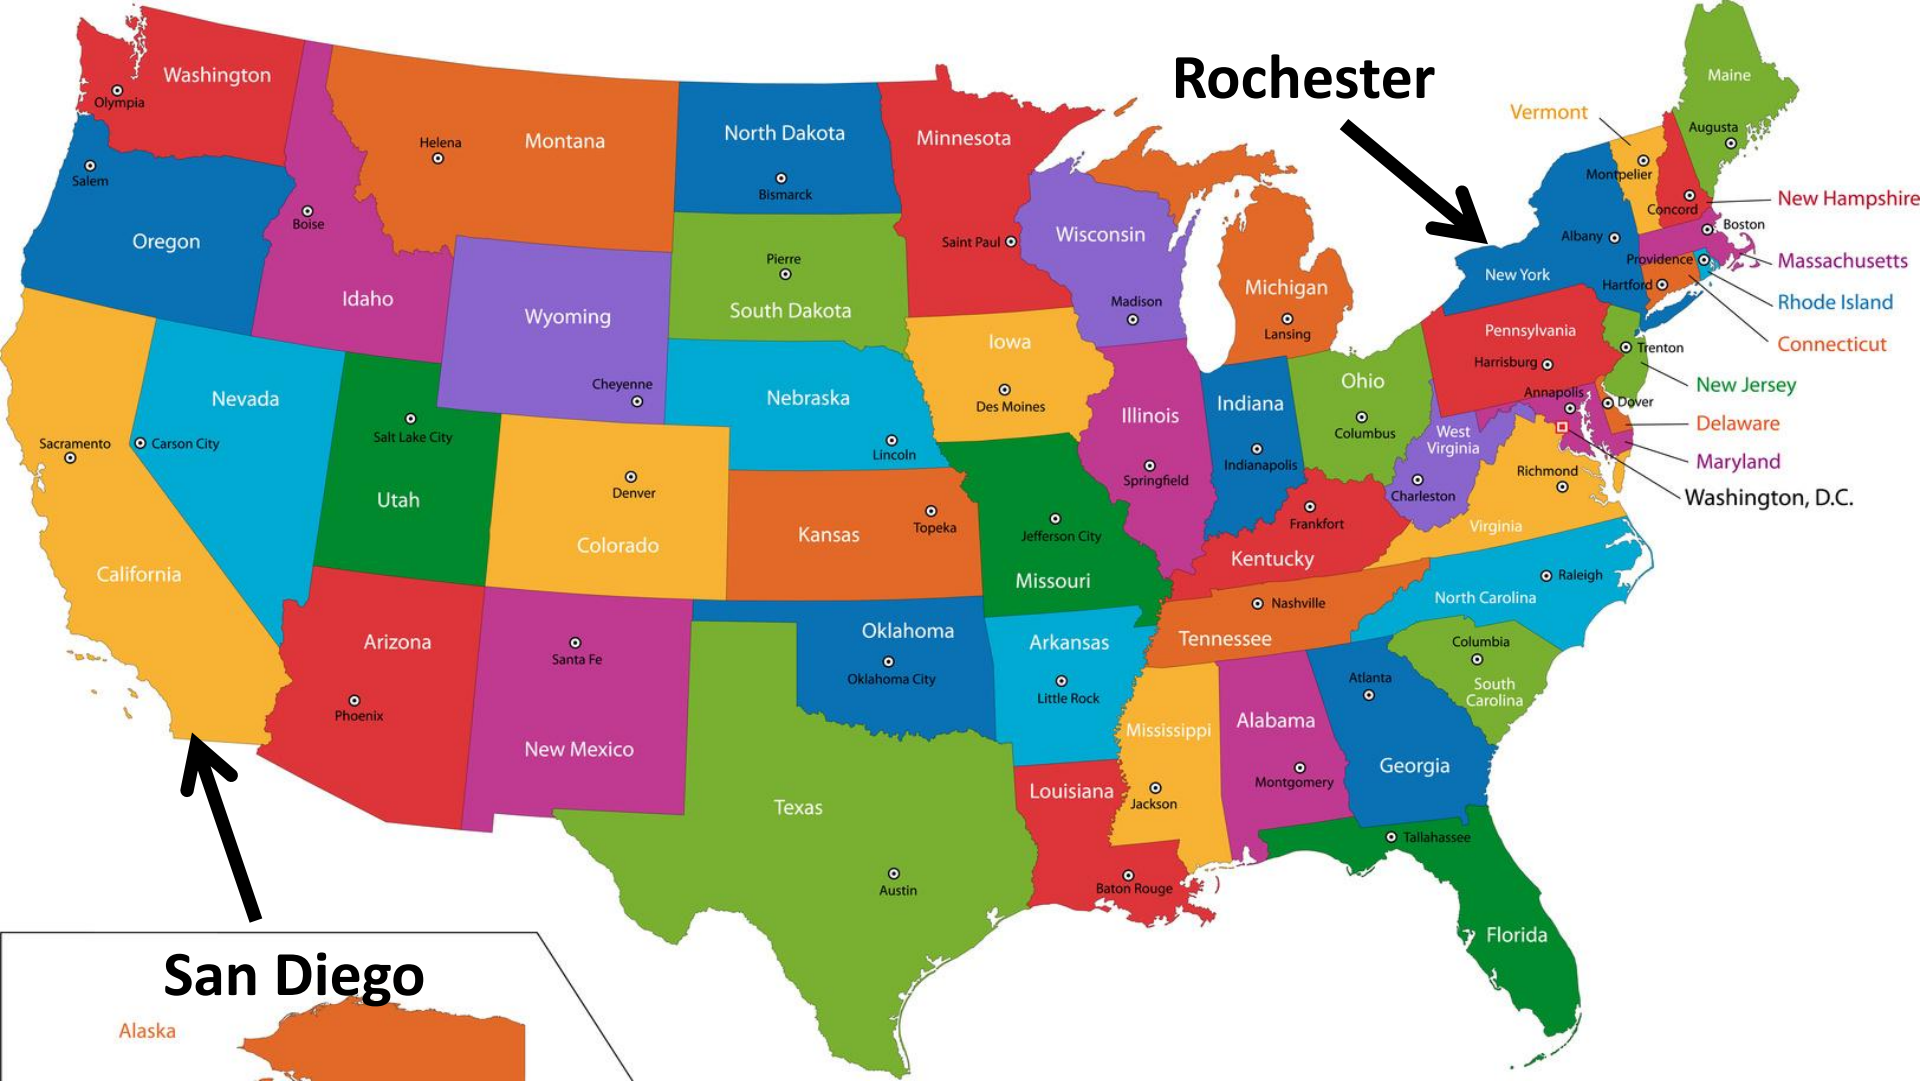 Rochester
Washington
Olympia
Montana
Helena
North Dakota
Bismarck
Minnesota
Saint Paul
Maine
Augusta
Vermont
Montpelier
New Hampshire
Concord
Salem
Oregon
Boise
Idaho
Wyoming
Cheyenne
Pierre
South Dakota
Wisconsin
Madison
Michigan
Lansing
Albany
New York
Boston
Massachusetts
Providence
Rhode Island
Hartford
Connecticut
Pennsylvania
Harrisburg
Trenton
New Jersey
Annapolis
Dover
Delaware
Maryland
Washington, D.C.
Nevada
Carson City
Sacramento
California
Salt Lake City
Utah
Denver
Colorado
Nebraska
Lincoln
Iowa
Des Moines
Illinois
Springfield
Indiana
Indianapolis
Ohio
Columbus
West
Virginia
Charleston
Richmond
Virginia
Kansas
Topeka
Jefferson City
Missouri
Frankfort
Kentucky
Nashville
Tennessee
Raleigh
North Carolina
Columbia
South
Carolina
Arizona
Phoenix
Santa Fe
New Mexico
Oklahoma
Oklahoma City
Arkansas
Little Rock
Mississippi
Jackson
Alabama
Montgomery
Atlanta
Georgia
Texas
Austin
Louisiana
Baton Rouge
Tallahassee
Florida
San Diego
Alaska